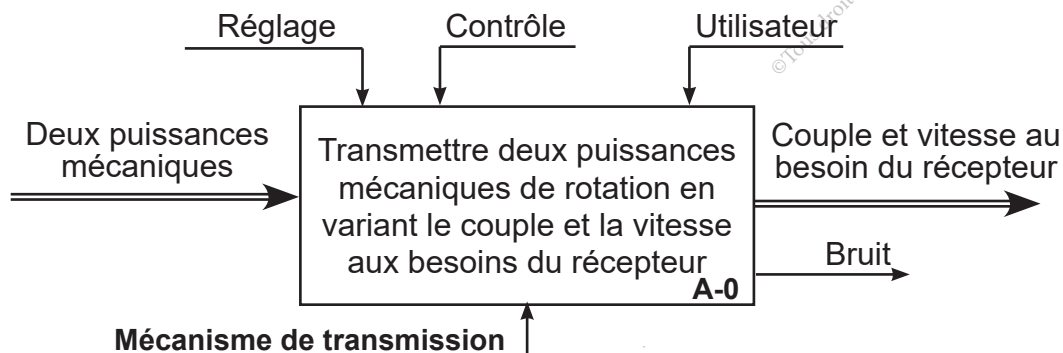 Réglage
Contrôle
Utilisateur
Deux puissances
mécaniques
Transmettre deux puissances
mécaniques de rotation en
variant le couple et la vitesse
aux besoins du récepteur
A-0
Couple et vitesse au
besoin du récepteur
Bruit
Mécanisme de transmission